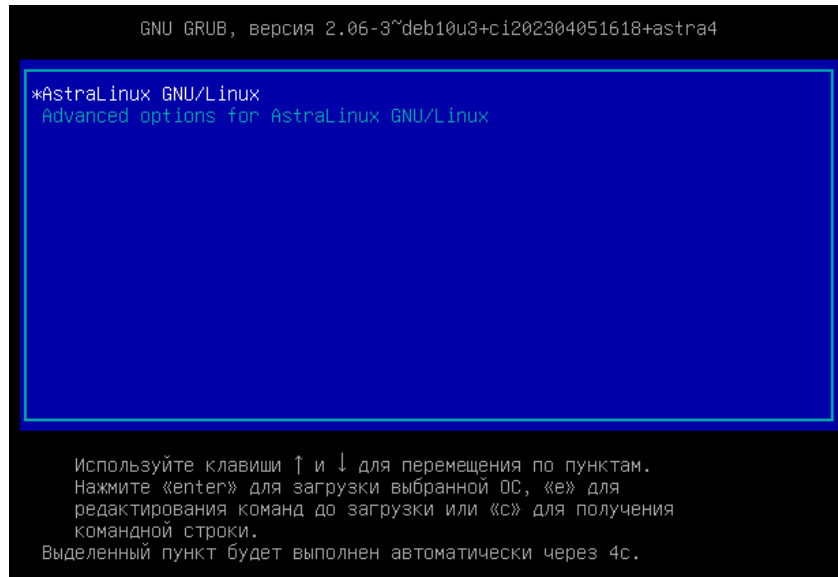 GNU GRUB, версия 2.06-3~deb10u3+ci202304051618+astra4
*AstraLinux GNU/Linux
Advanced options for AstraLinux GNU/Linux
Используйте клавиши ↑ и ↓ для перемещения по пунктам.
Нажмите «enter» для загрузки выбранной ОС, «e» для
редактирования команд до загрузки или «c» для получения
командной строки.
Выделенный пункт будет выполнен автоматически через 4с.